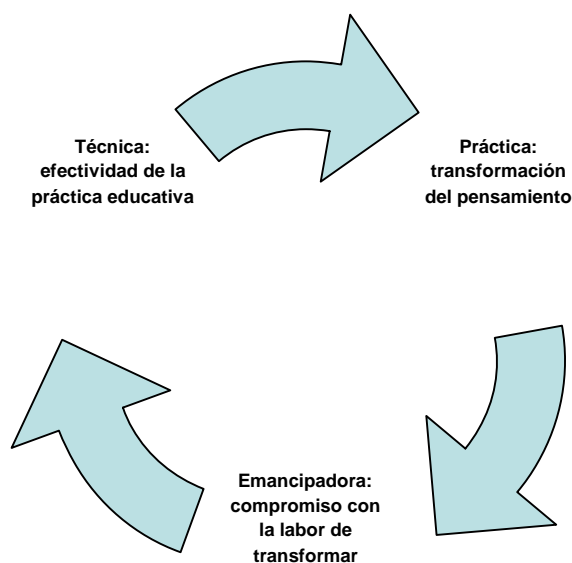 Técnica:
efectividad de la
práctica educativa
Práctica:
transformación
del pensamiento
Emancipadora:
compromiso con
la labor de
transformar